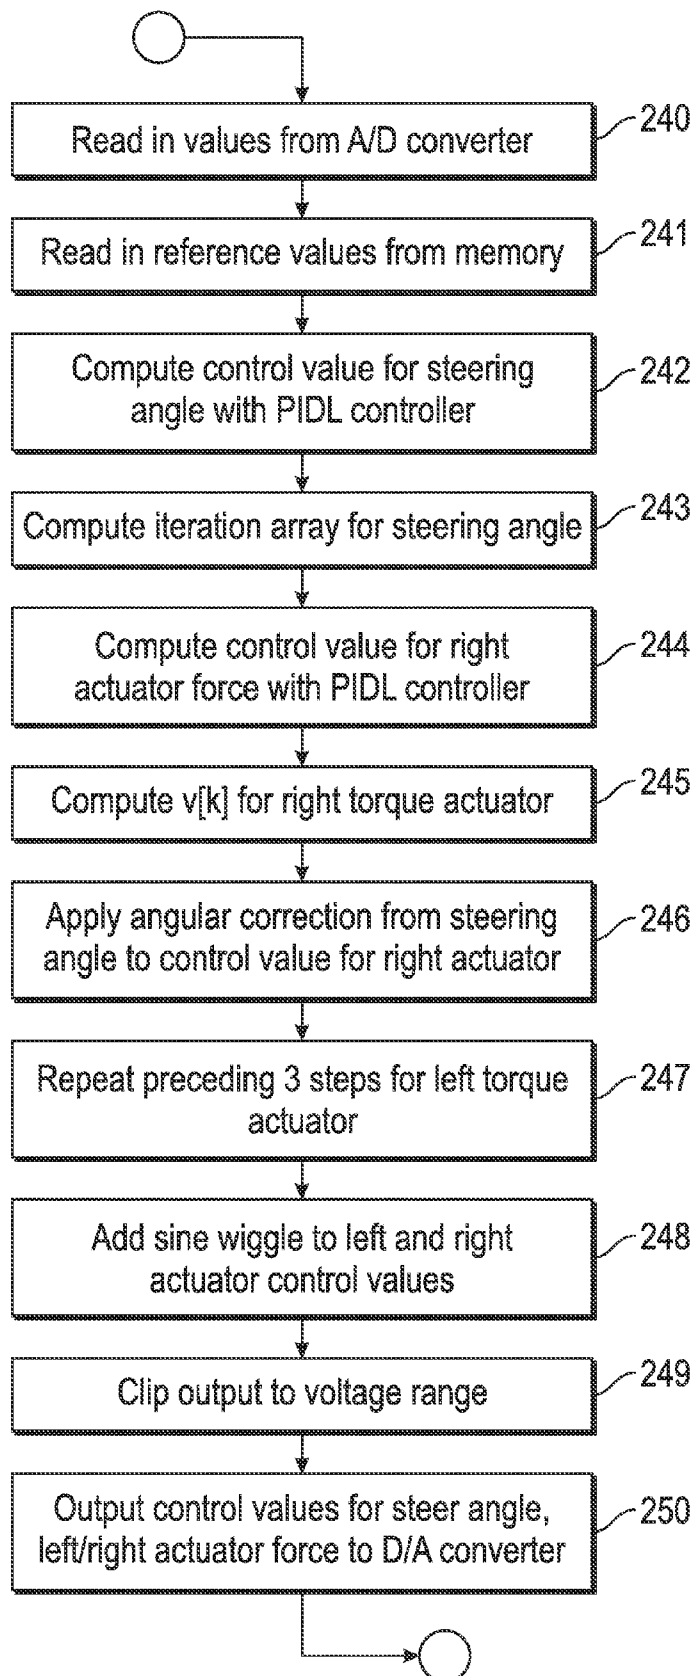 Read in values from A/D converter
240
Read in reference values from memory
241
Compute control value for steering
angle with PIDL controller
242
Compute iteration array for steering angle
243
Compute control value for right
actuator force with PIDL controller
244
Compute v[k] for right torque actuator
245
Apply angular correction from steering
angle to control value for right actuator
246
Repeat preceding 3 steps for left torque
actuator
247
Add sine wiggle to left and right
actuator control values
248
Clip output to voltage range
249
Output control values for steer angle,
left/right actuator force to D/A converter
250